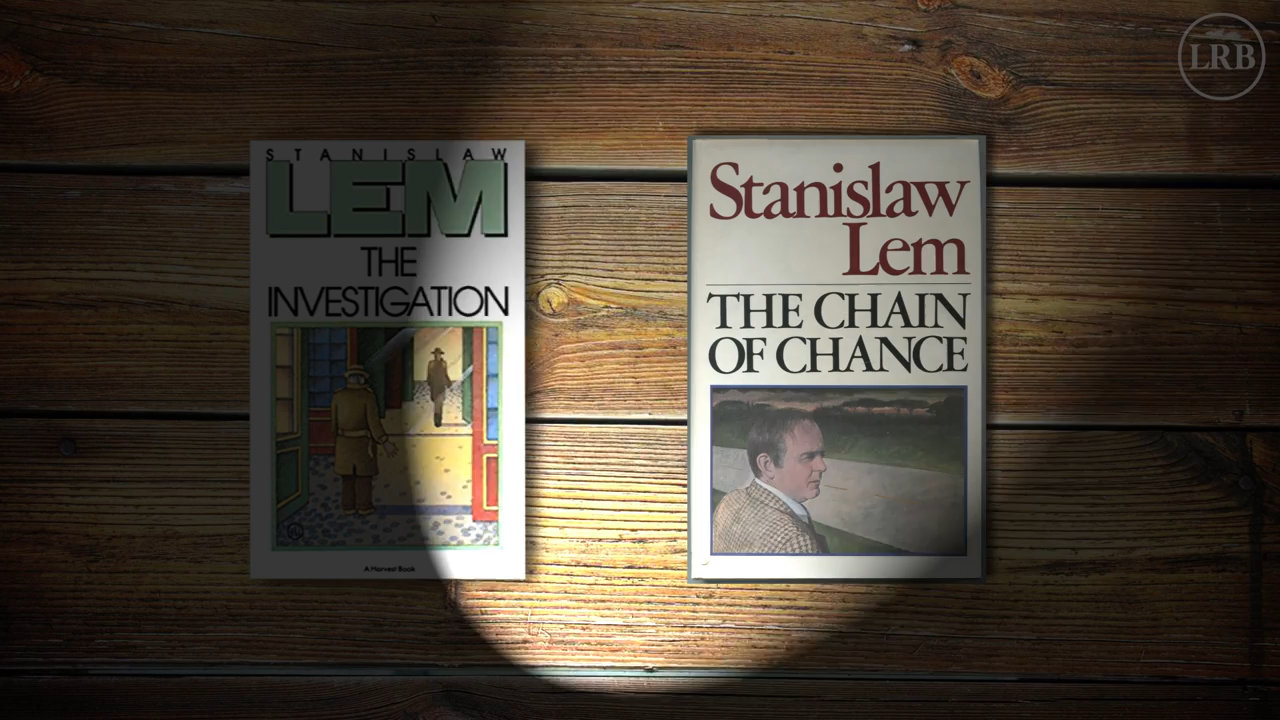 STANISLAW
LEM
THE
INVESTIGATION
A Harvest Book
Stanislaw
Lem
THE CHAIN
OF CHANCE
LRB